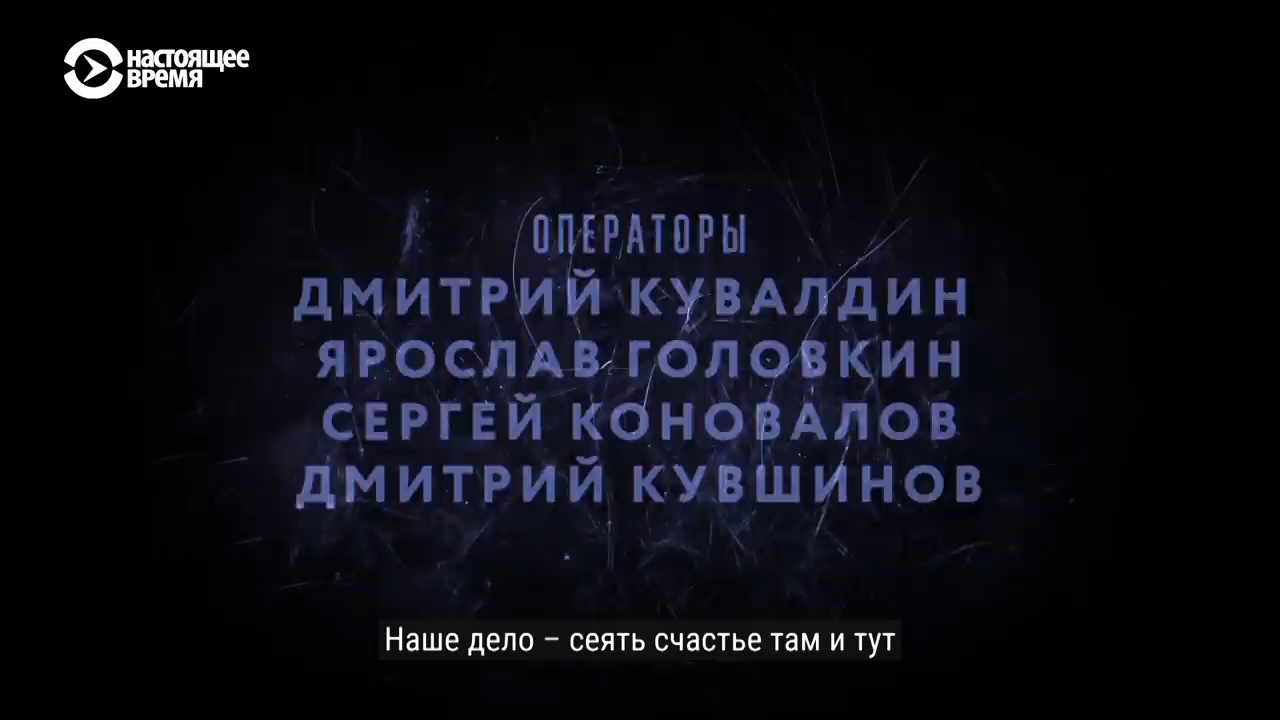 НАСТОЯЩЕЕ
ВРЕМЯ
ОПЕРАТОРЫ
ДМИТРИЙ КУВАЛДИН
ЯРОСЛАВ ГОЛОВКИН
СЕРГЕЙ КОНОВАЛОВ
ДМИТРИЙ КУВШИНОВ
Наше дело – сеять счастье там и тут